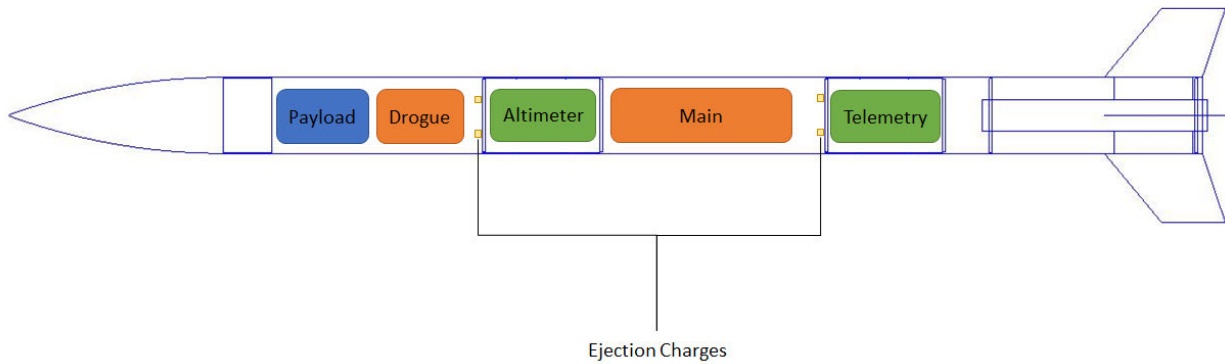 Payload
Drogue
Altimeter
Main
Telemetry
Ejection Charges